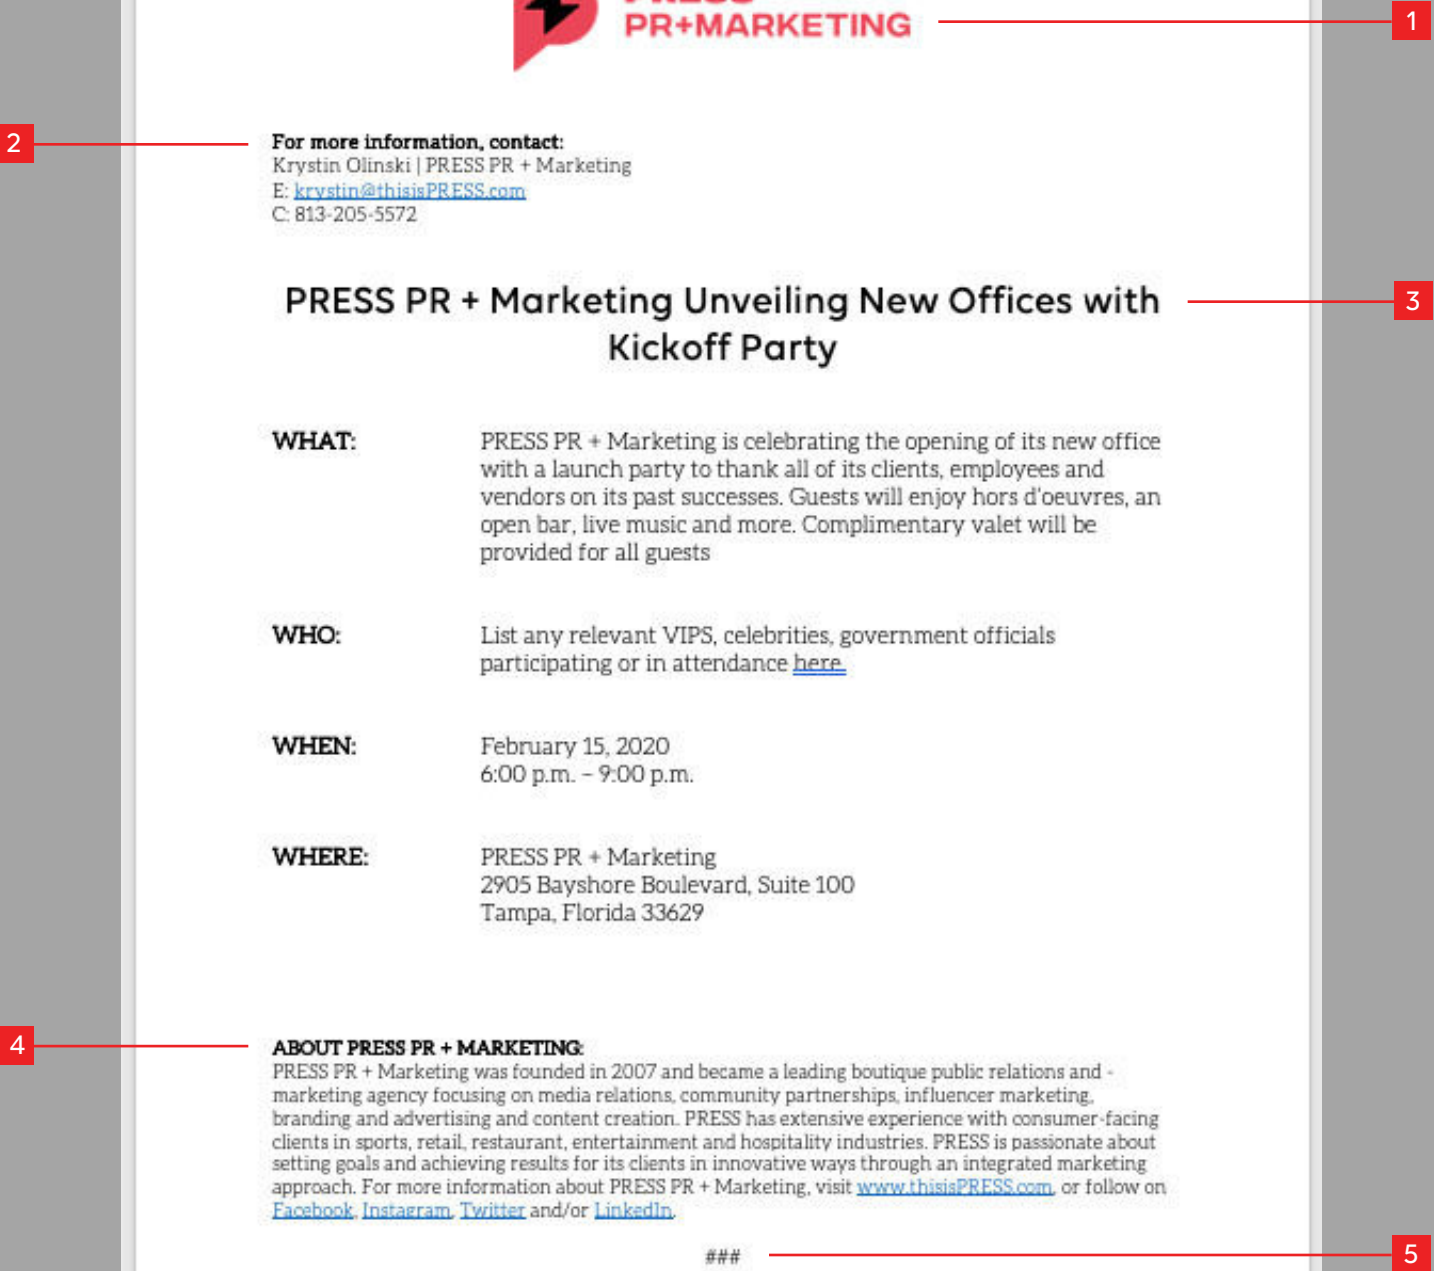 PRESS
PR+MARKETING
1
2
For more information, contact:
Krystin Olinski | PRESS PR + Marketing
E: krystin@thisisPRESS.com
C: 813-205-5572
PRESS PR + Marketing Unveiling New Offices with
Kickoff Party
3
WHAT:
PRESS PR + Marketing is celebrating the opening of its new office
with a launch party to thank all of its clients, employees and
vendors on its past successes. Guests will enjoy hors d'oeuvres, an
open bar, live music and more. Complimentary valet will be
provided for all guests
WHO:
List any relevant VIPS, celebrities, government officials
participating or in attendance here.
WHEN:
February 15, 2020
6:00 p.m. – 9:00 p.m.
WHERE:
PRESS PR + Marketing
2905 Bayshore Boulevard, Suite 100
Tampa, Florida 33629
4
ABOUT PRESS PR + MARKETING:
PRESS PR + Marketing was founded in 2007 and became a leading boutique public relations and -
marketing agency focusing on media relations, community partnerships, influencer marketing,
branding and advertising and content creation. PRESS has extensive experience with consumer-facing
clients in sports, retail, restaurant, entertainment and hospitality industries. PRESS is passionate about
setting goals and achieving results for its clients in innovative ways through an integrated marketing
approach. For more information about PRESS PR + Marketing, visit www.thisisPRESS.com, or follow on
Facebook, Instagram, Twitter and/or LinkedIn.
###
5